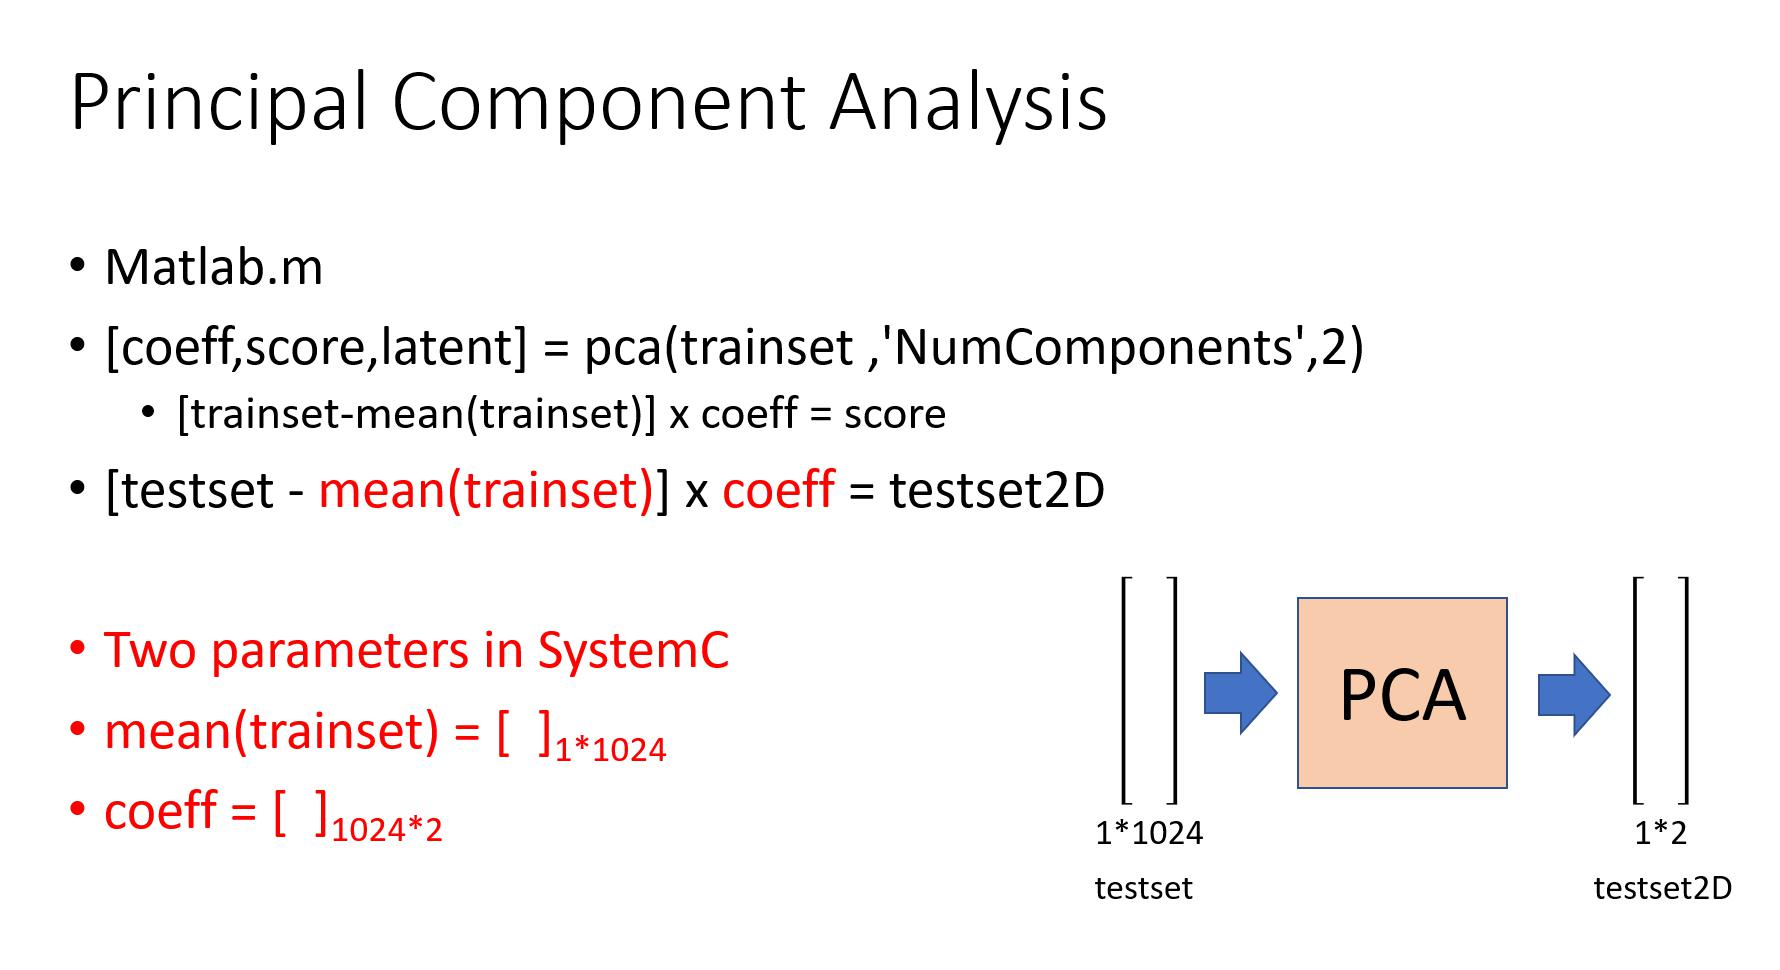 Principal Component Analysis
• Matlab.m
• [coeff,score,latent] = pca(trainset ,'NumComponents',2)
• [trainset-mean(trainset)] x coeff = score
• [testset - mean(trainset)] x coeff = testset2D
• Two parameters in SystemC
• mean(trainset) = [ ]1*1024
• coeff = [ ]1024*2
[ ]
PCA
[ ]
1*1024
testset
1*2
testset2D